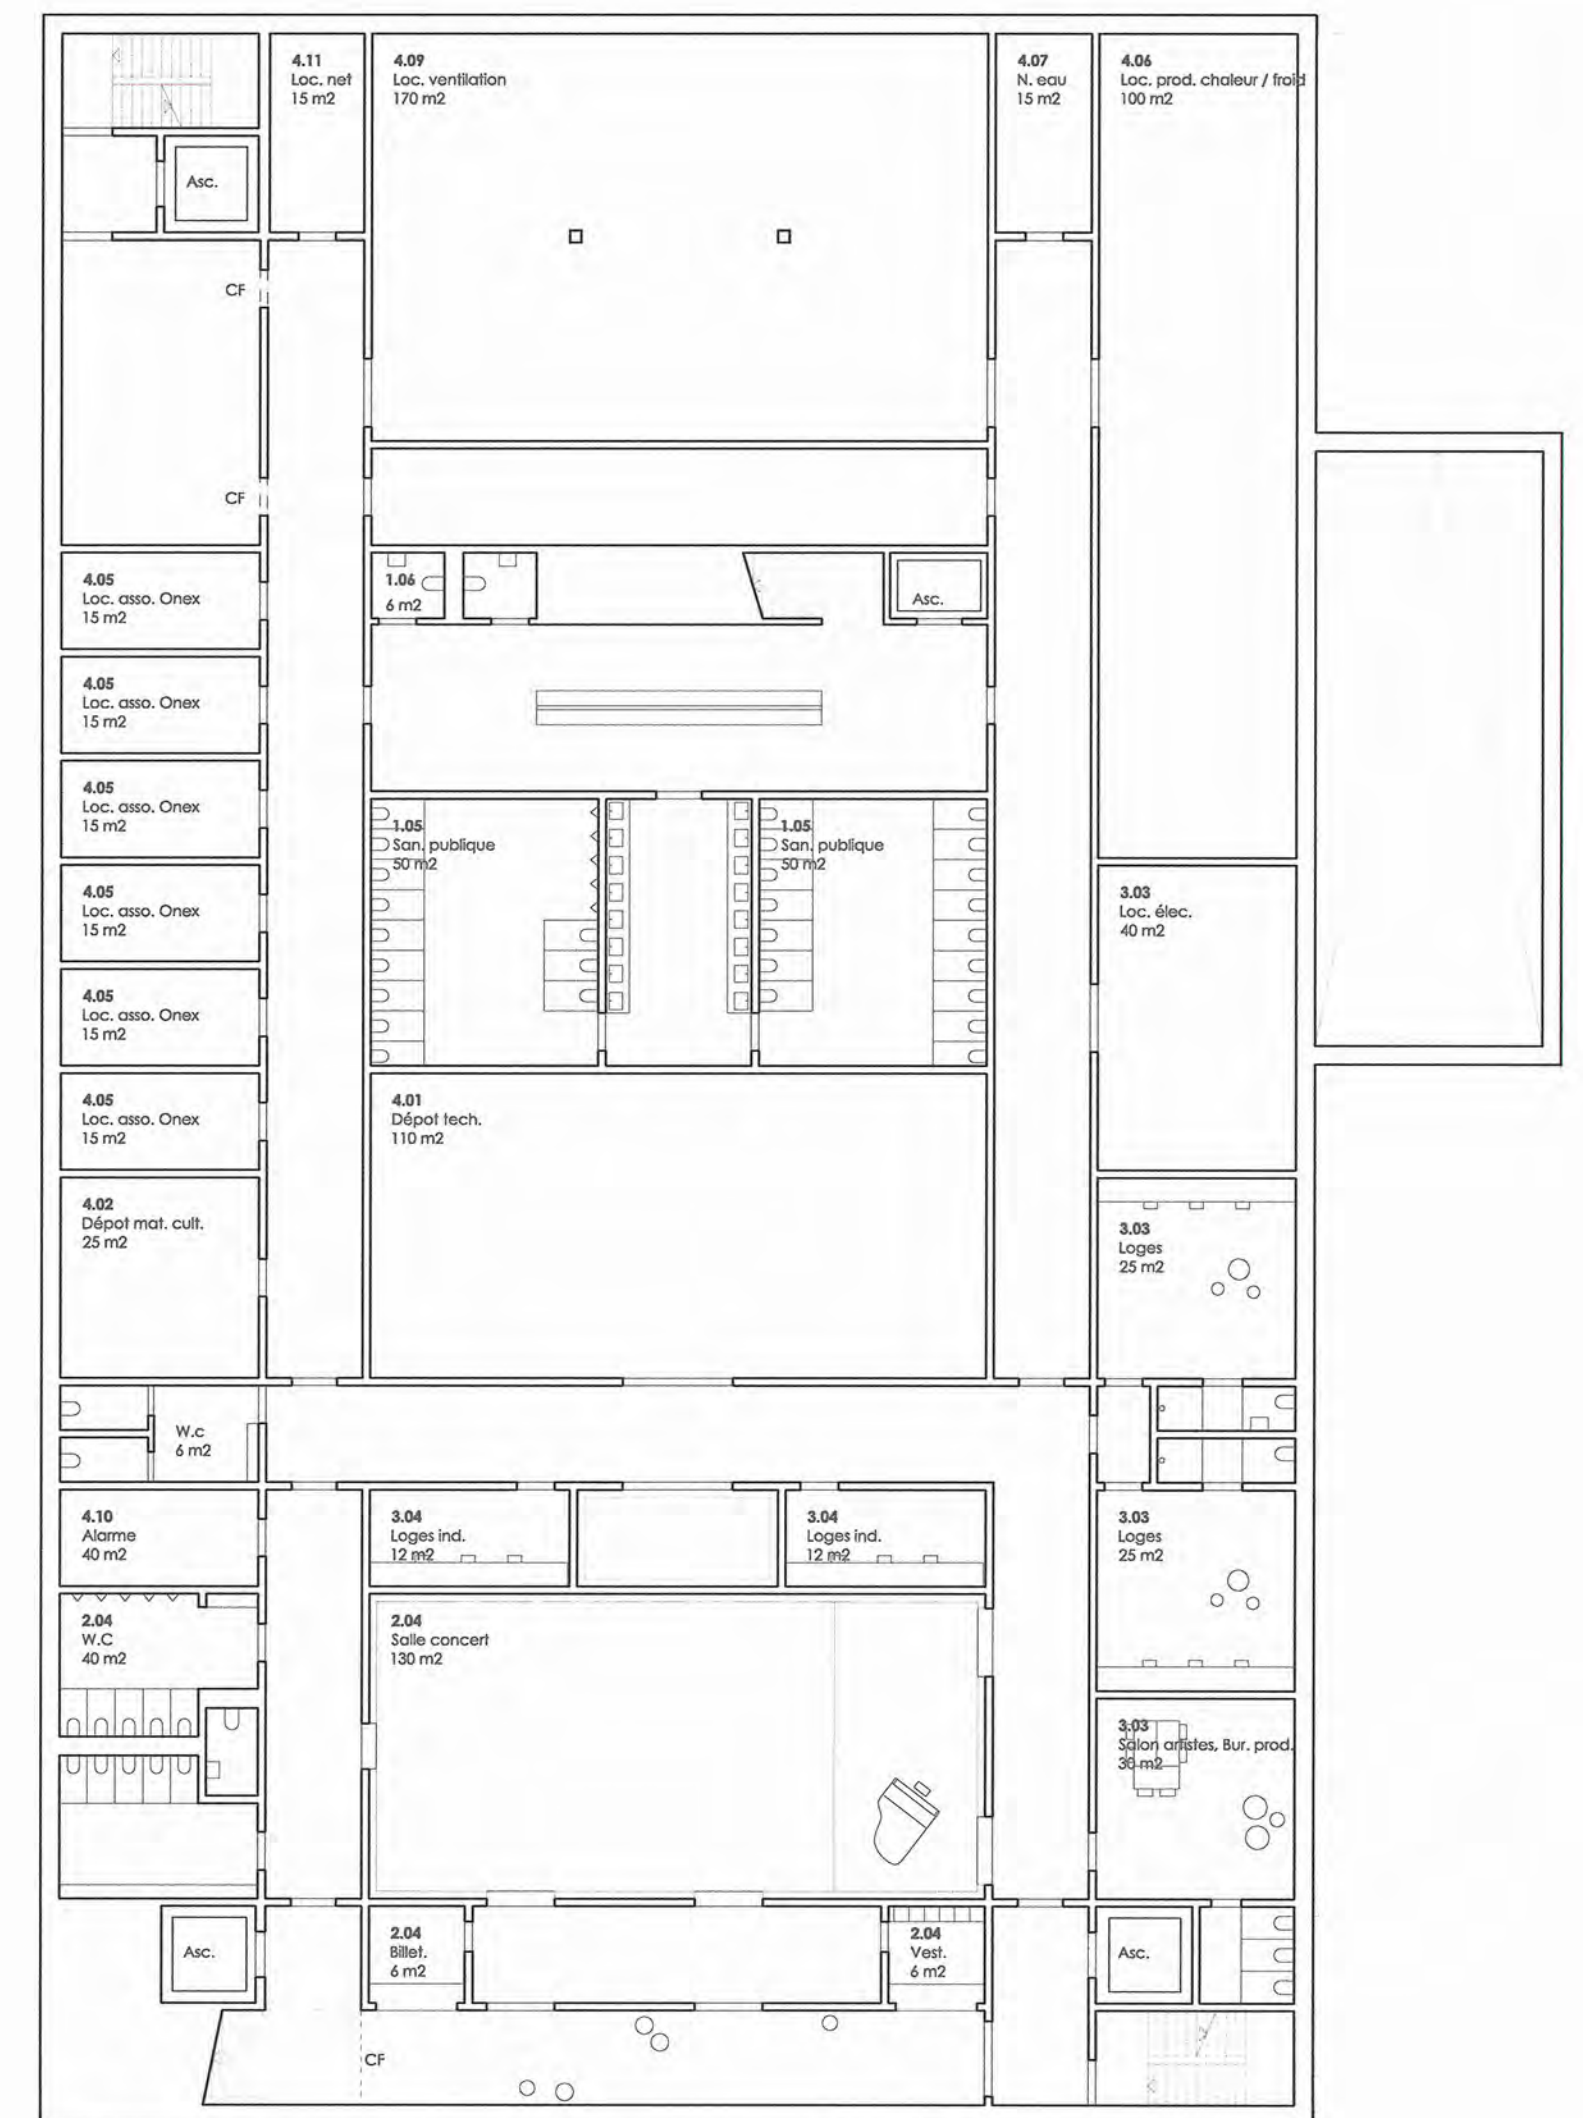 4.11
Loc. net
15 m2
4.09
Loc. ventilation
170 m2
4.07
N. eau
15 m2
4.06
Loc. prod. chaleur / froid
100 m2
Asc.
CF
CF
4.05
Loc. asso. Onex
15 m2
1.06
6 m2
Asc.
4.05
Loc. asso. Onex
15 m2
4.05
Loc. asso. Onex
15 m2
1.05
San. publique
50 m2
1.05
San. publique
50 m2
4.05
Loc. asso. Onex
15 m2
3.03
Loc. élec.
40 m2
4.05
Loc. asso. Onex
15 m2
4.05
Loc. asso. Onex
15 m2
4.01
Dépot tech.
110 m2
4.02
Dépot mat. cult.
25 m2
3.03
Loges
25 m2
W.c
6 m2
4.10
Alarme
40 m2
3.04
Loges ind.
12 m2
3.04
Loges ind.
12 m2
3.03
Loges
25 m2
2.04
W.C
40 m2
2.04
Salle concert
130 m2
3.03
Salon artistes, Bur. prod.
30 m2
Asc.
2.04
Billet.
6 m2
2.04
Vest.
6 m2
Asc.
CF